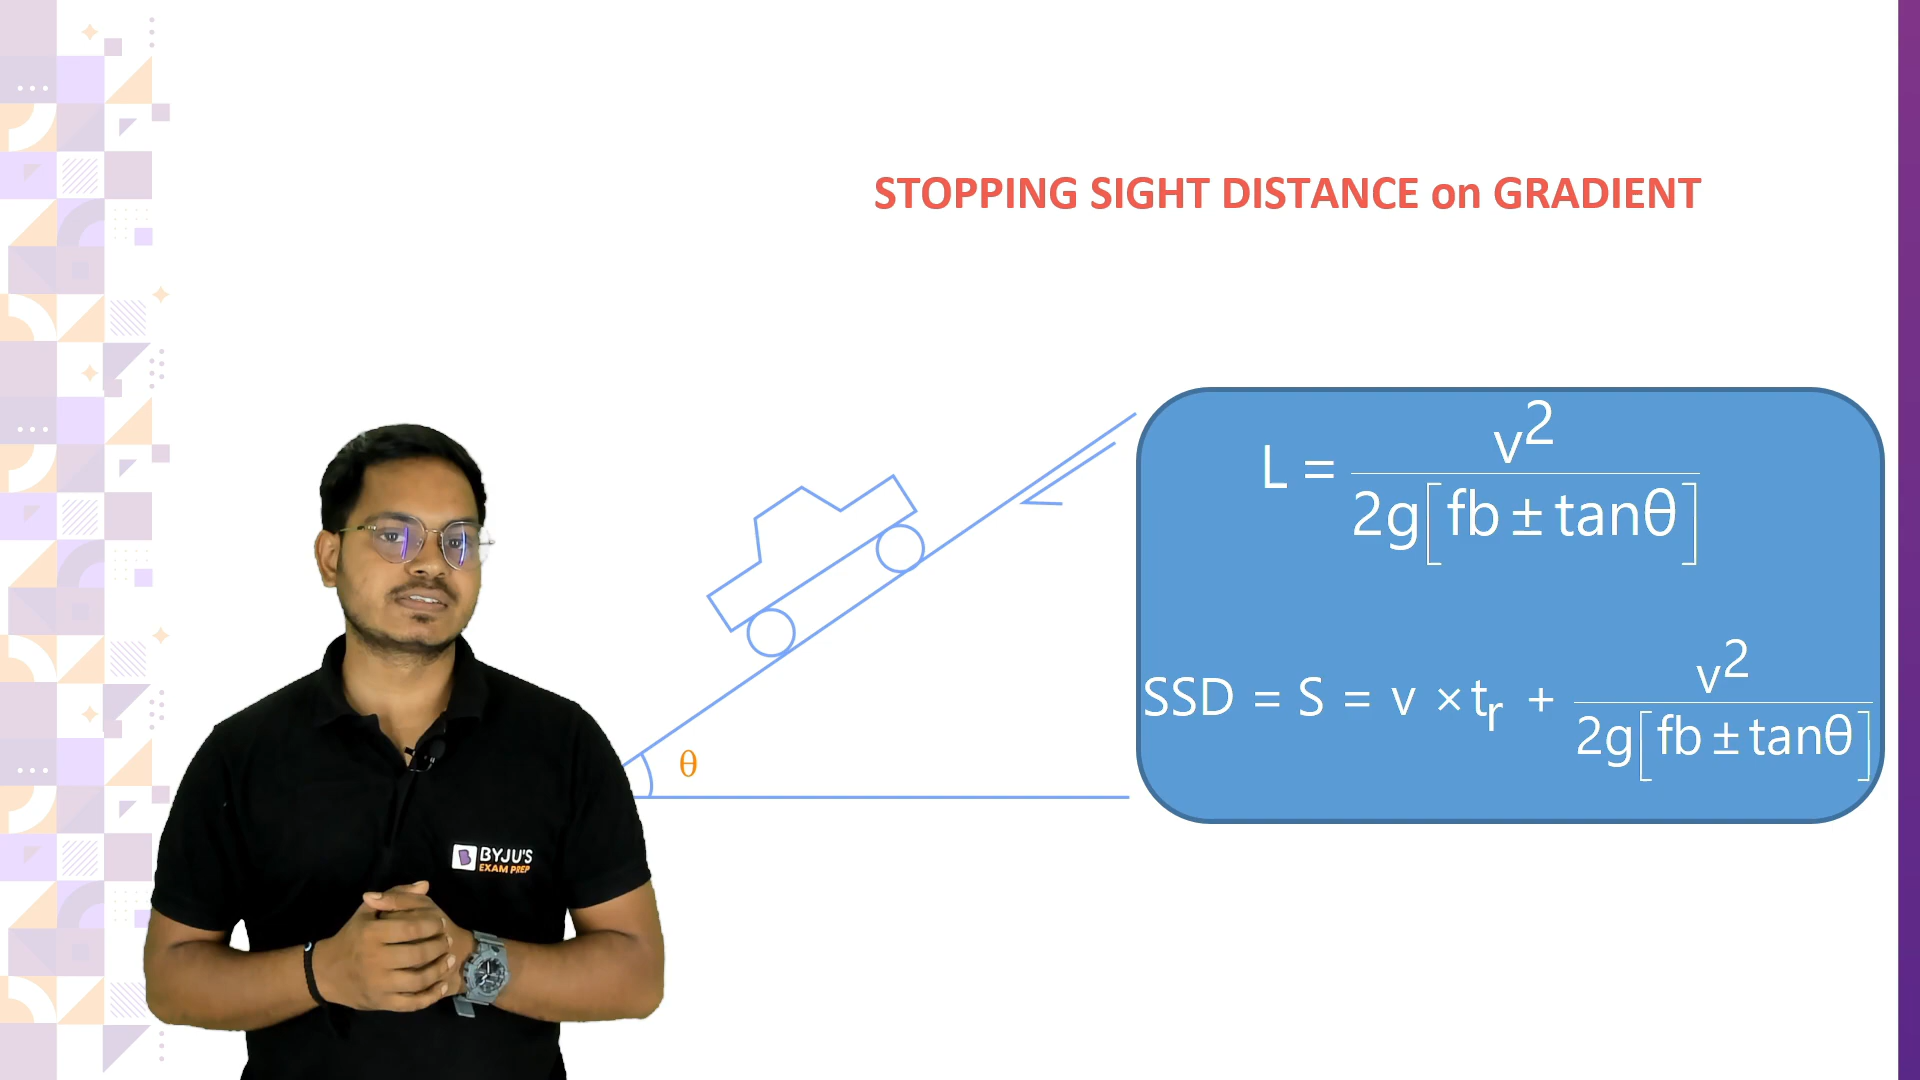 STOPPING SIGHT DISTANCE on GRADIENT
L = v² / 2g[fb ± tanθ]
SSD = S = v × tᵣ + v² / 2g[fb ± tanθ]
θ
BYJU'S
EXAM PREP